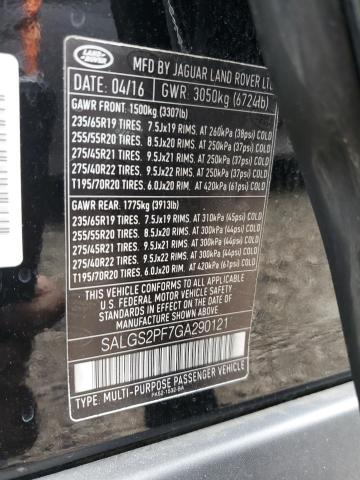 LAND
ROVER
MFD BY JAGUAR LAND ROVER LTD
DATE: 04/16 GWR: 3050kg (6724lb)
GAWR FRONT: 1500kg (3307lb)
235/65R19 TIRES. 7.5Jx19 RIMS. AT 260kPa (38psi) COLD
255/55R20 TIRES. 8.5Jx20 RIMS. AT 250kPa (37psi) COLD
275/45R21 TIRES. 9.5Jx21 RIMS. AT 250kPa (37psi) COLD
275/40R22 TIRES. 9.5Jx22 RIMS. AT 250kPa (37psi) COLD
T195/70R20 TIRES. 6.0Jx20 RIM. AT 420kPa (61psi) COLD
GAWR REAR: 1775kg (3913lb)
235/65R19 TIRES. 7.5Jx19 RIMS. AT 310kPa (45psi) COLD
255/55R20 TIRES. 8.5Jx20 RIMS. AT 300kPa (44psi) COLD
275/45R21 TIRES. 9.5Jx21 RIMS. AT 300kPa (44psi) COLD
275/40R22 TIRES. 9.5Jx22 RIMS. AT 300kPa (44psi) COLD
T195/70R20 TIRES. 6.0Jx20 RIM. AT 420kPa (61psi) COLD
THIS VEHICLE CONFORMS TO ALL APPLICABLE
FEDERAL MOTOR VEHICLE SAFETY
STANDARDS IN EFFECT ON THE DATE OF
MANUFACTURE SHOWN ABOVE
SALGS2PF7GA290121
TYPE: MULTI-PURPOSE PASSENGER VEHICLE